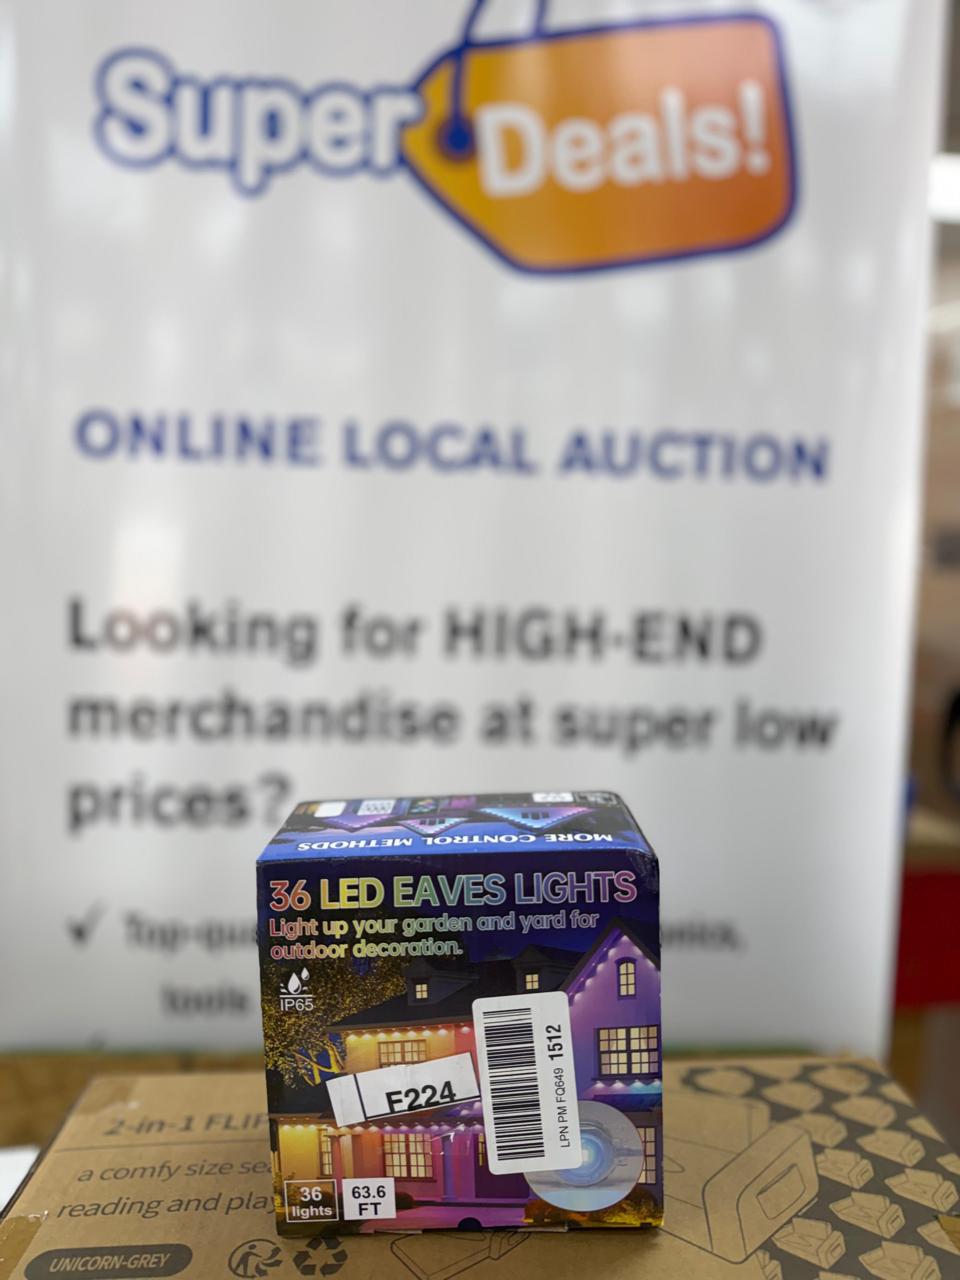 Super Deals!
ONLINE LOCAL AUCTION
Looking for HIGH-END
merchandise at super low
prices?
tools
MORE CONTROL METHODS
36 LED EAVES LIGHTS
Light up your garden and yard for
outdoor decoration.
IP65
F224
LPN PM FQ649 1512
36
lights
63.6
FT
2-in-1 FLIP
a comfy size
reading and
UNICORN-GREY